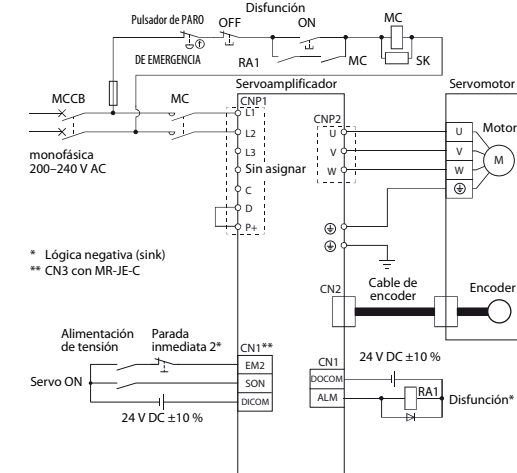 Disfunción
Pulsador de PARO
OFF
ON
MC
DE EMERGENCIA
RA1
MC
SK
Servoamplificador
Servomotor
MCCB
MC
CNP1
L1
L2
L3
Sin asignar
C
D
P+
CNP2
U
V
W
U
V
W
Motor
M
monofásica
200–240 V AC
* Lógica negativa (sink)
** CN3 con MR-JE-C
CN2
Cable de
encoder
Encoder
Alimentación
de tensión
Parada
inmediata 2*
CN1**
EM2
Servo ON
SON
DICOM
24 V DC ±10 %
CN1
24 V DC ±10 %
DOCOM
ALM
RA1
Disfunción*